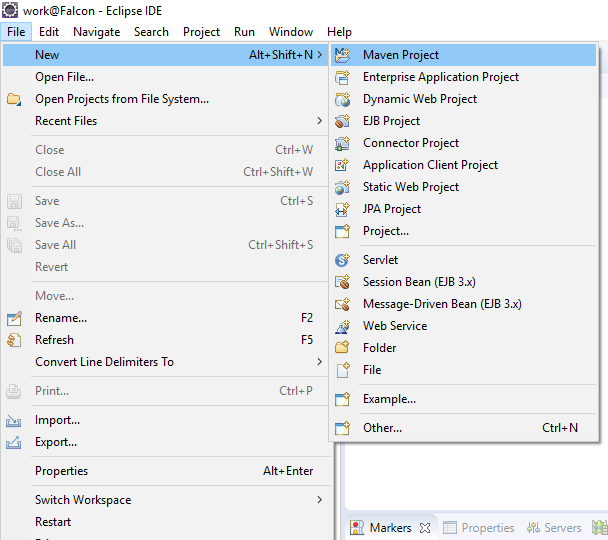 work@Falcon - Eclipse IDE
File Edit Navigate Search Project Run Window Help
New Alt+Shift+N
Open File...
Open Projects from File System...
Recent Files
Close Ctrl+W
Close All Ctrl+Shift+W
Save Ctrl+S
Save As...
Save All Ctrl+Shift+S
Revert
Move...
Rename... F2
Refresh F5
Convert Line Delimiters To
Print... Ctrl+P
Import...
Export...
Properties Alt+Enter
Switch Workspace
Restart
Maven Project
Enterprise Application Project
Dynamic Web Project
EJB Project
Connector Project
Application Client Project
Static Web Project
JPA Project
Project...
Servlet
Session Bean (EJB 3.x)
Message-Driven Bean (EJB 3.x)
Web Service
Folder
File
Example...
Other... Ctrl+N
Markers Properties Servers